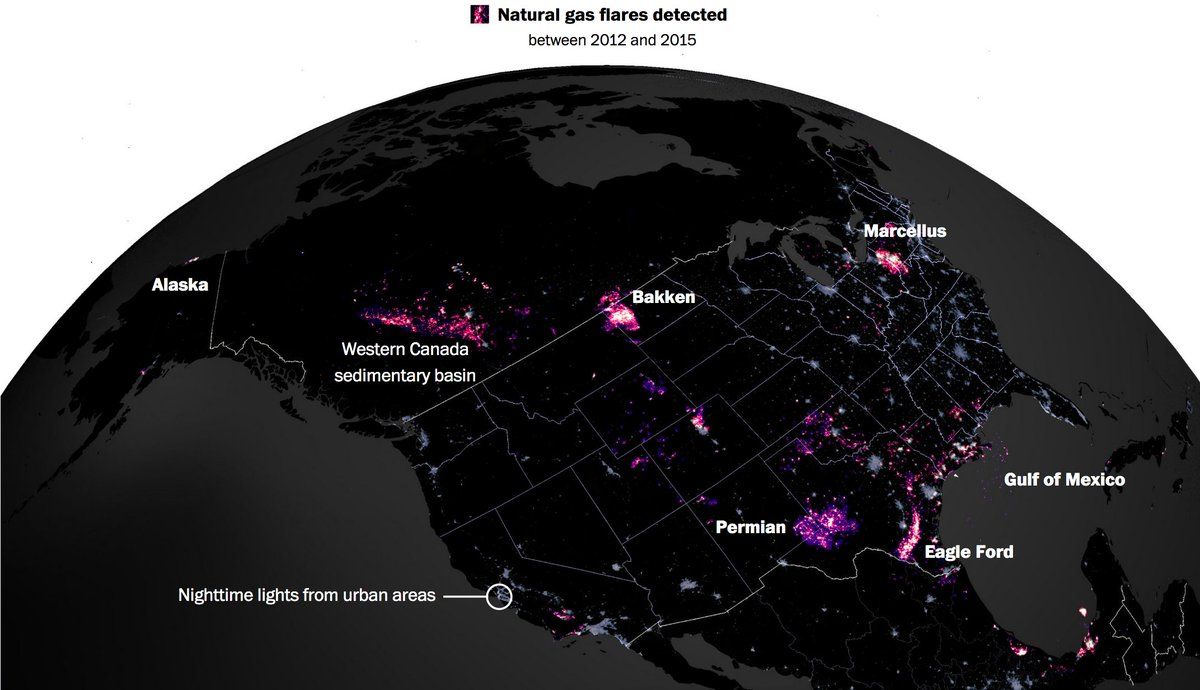 Natural gas flares detected
between 2012 and 2015
Marcellus
Alaska
Bakken
Western Canada
sedimentary basin
Gulf of Mexico
Permian
Eagle Ford
Nighttime lights from urban areas